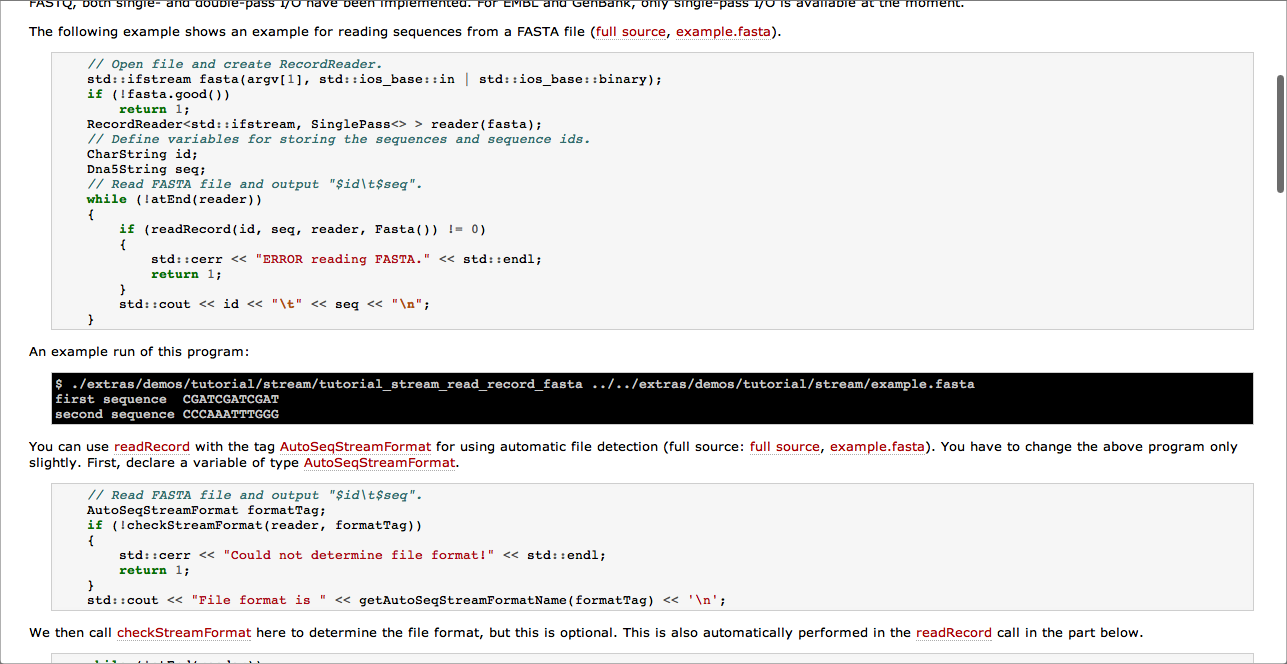 FASTQ, both single- and double-pass I/O have been implemented. For EMBL and GenBank, only single-pass I/O is available at the moment.
The following example shows an example for reading sequences from a FASTA file (full source, example.fasta).
// Open file and create RecordReader.
std::ifstream fasta(argv[1], std::ios_base::in | std::ios_base::binary);
if (!fasta.good())
    return 1;
RecordReader<std::ifstream, SinglePass<> > reader(fasta);
// Define variables for storing the sequences and sequence ids.
CharString id;
Dna5String seq;
// Read FASTA file and output "$id\t$seq".
while (!atEnd(reader))
{
    if (readRecord(id, seq, reader, Fasta()) != 0)
    {
        std::cerr << "ERROR reading FASTA." << std::endl;
        return 1;
    }
    std::cout << id << "\t" << seq << "\n";
}
An example run of this program:
$ ./extras/demos/tutorial/stream/tutorial_stream_read_record_fasta ../../extras/demos/tutorial/stream/example.fasta
first sequence  CGATCGATCGAT
second sequence CCCAAATTTGGG
You can use readRecord with the tag AutoSeqStreamFormat for using automatic file detection (full source: full source, example.fasta). You have to change the above program only
slightly. First, declare a variable of type AutoSeqStreamFormat.
// Read FASTA file and output "$id\t$seq".
AutoSeqStreamFormat formatTag;
if (!checkStreamFormat(reader, formatTag))
{
    std::cerr << "Could not determine file format!" << std::endl;
    return 1;
}
std::cout << "File format is " << getAutoSeqStreamFormatName(formatTag) << '\n';
We then call checkStreamFormat here to determine the file format, but this is optional. This is also automatically performed in the readRecord call in the part below.